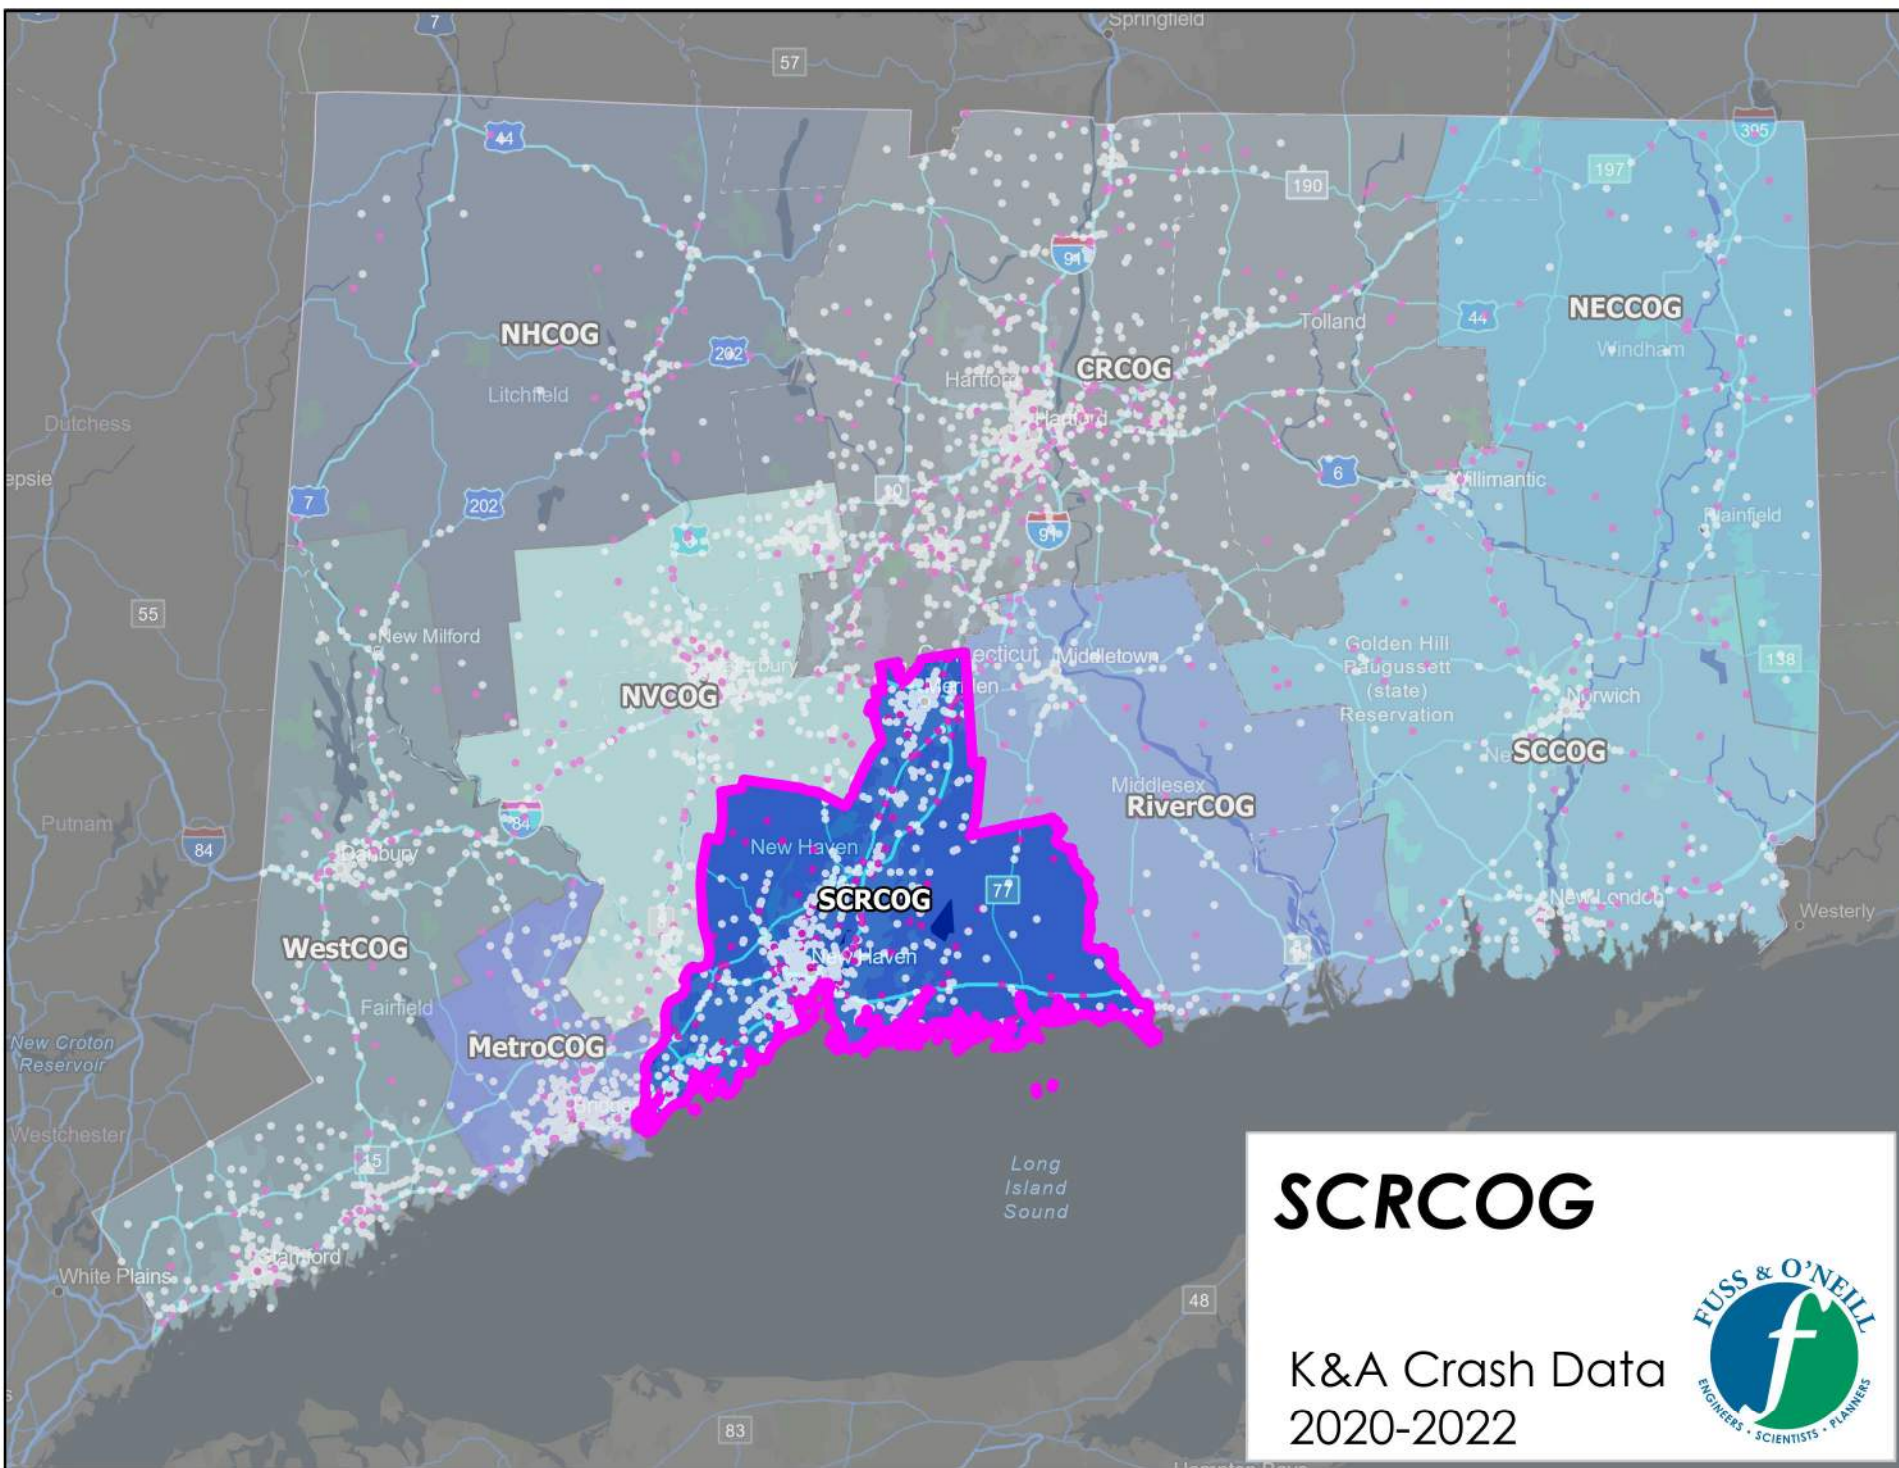 Springfield
7
57
44
395
197
190
91
NHCOG
NECCOG
Tolland
44
202
Windham
CRCOG
Hartford
Litchfield
Hartford
Dutchess
epsie
6
10
Willimantic
7
202
Plainfield
91
55
New Milford
Golden Hill
Paugussett
(state)
Reservation
138
Middletown
NVCOG
Norwich
SCCOG
Middlesex
RiverCOG
Putnam
84
84
Danbury
New Haven
77
SCRCOG
New London
Westerly
WestCOG
New Haven
Fairfield
MetroCOG
New Croton
Reservoir
Westchester
15
Long
Island
Sound
Stamford
White Plains
48
83
SCRCOG
K&A Crash Data
2020-2022
FUSS & O'NEILL
ENGINEERS • SCIENTISTS • PLANNERS